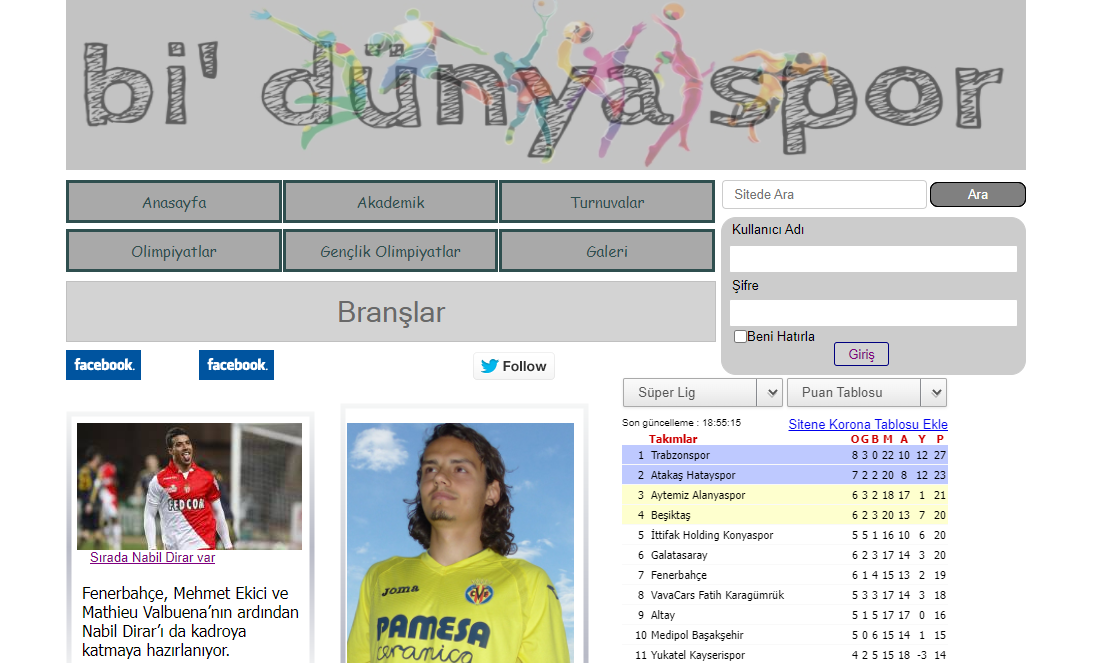 bi' dünya spor
Anasayfa
Akademik
Turnuvalar
Sitede Ara
Ara
Olimpiyatlar
Gençlik Olimpiyatlar
Galeri
Kullanıcı Adı
Şifre
Beni Hatırla
Giriş
Branşlar
facebook.
facebook.
Follow
Süper Lig
Puan Tablosu
Son güncelleme : 18:55:15
Sitene Korona Tablosu Ekle
Takımlar O G B M A Y P
1 Trabzonspor 8 3 0 22 10 12 27
2 Atakaş Hatayspor 7 2 2 20 8 12 23
3 Aytemiz Alanyaspor 6 3 2 18 17 1 21
4 Beşiktaş 6 2 3 20 13 7 20
5 İttifak Holding Konyaspor 5 5 1 16 10 6 20
6 Galatasaray 6 2 3 17 14 3 20
7 Fenerbahçe 6 1 4 15 13 2 19
8 VavaCars Fatih Karagümrük 5 3 3 17 14 3 18
9 Altay 5 1 5 17 17 0 16
10 Medipol Başakşehir 5 0 6 15 14 1 15
11 Yukatel Kayserispor 4 2 5 15 18 -3 14
FEDCOM
Sırada Nabil Dirar var
Fenerbahçe, Mehmet Ekici ve
Mathieu Valbuena’nın ardından
Nabil Dirar’ı da kadroya
katmaya hazırlanıyor.
Joma
PAMESA
ceramica